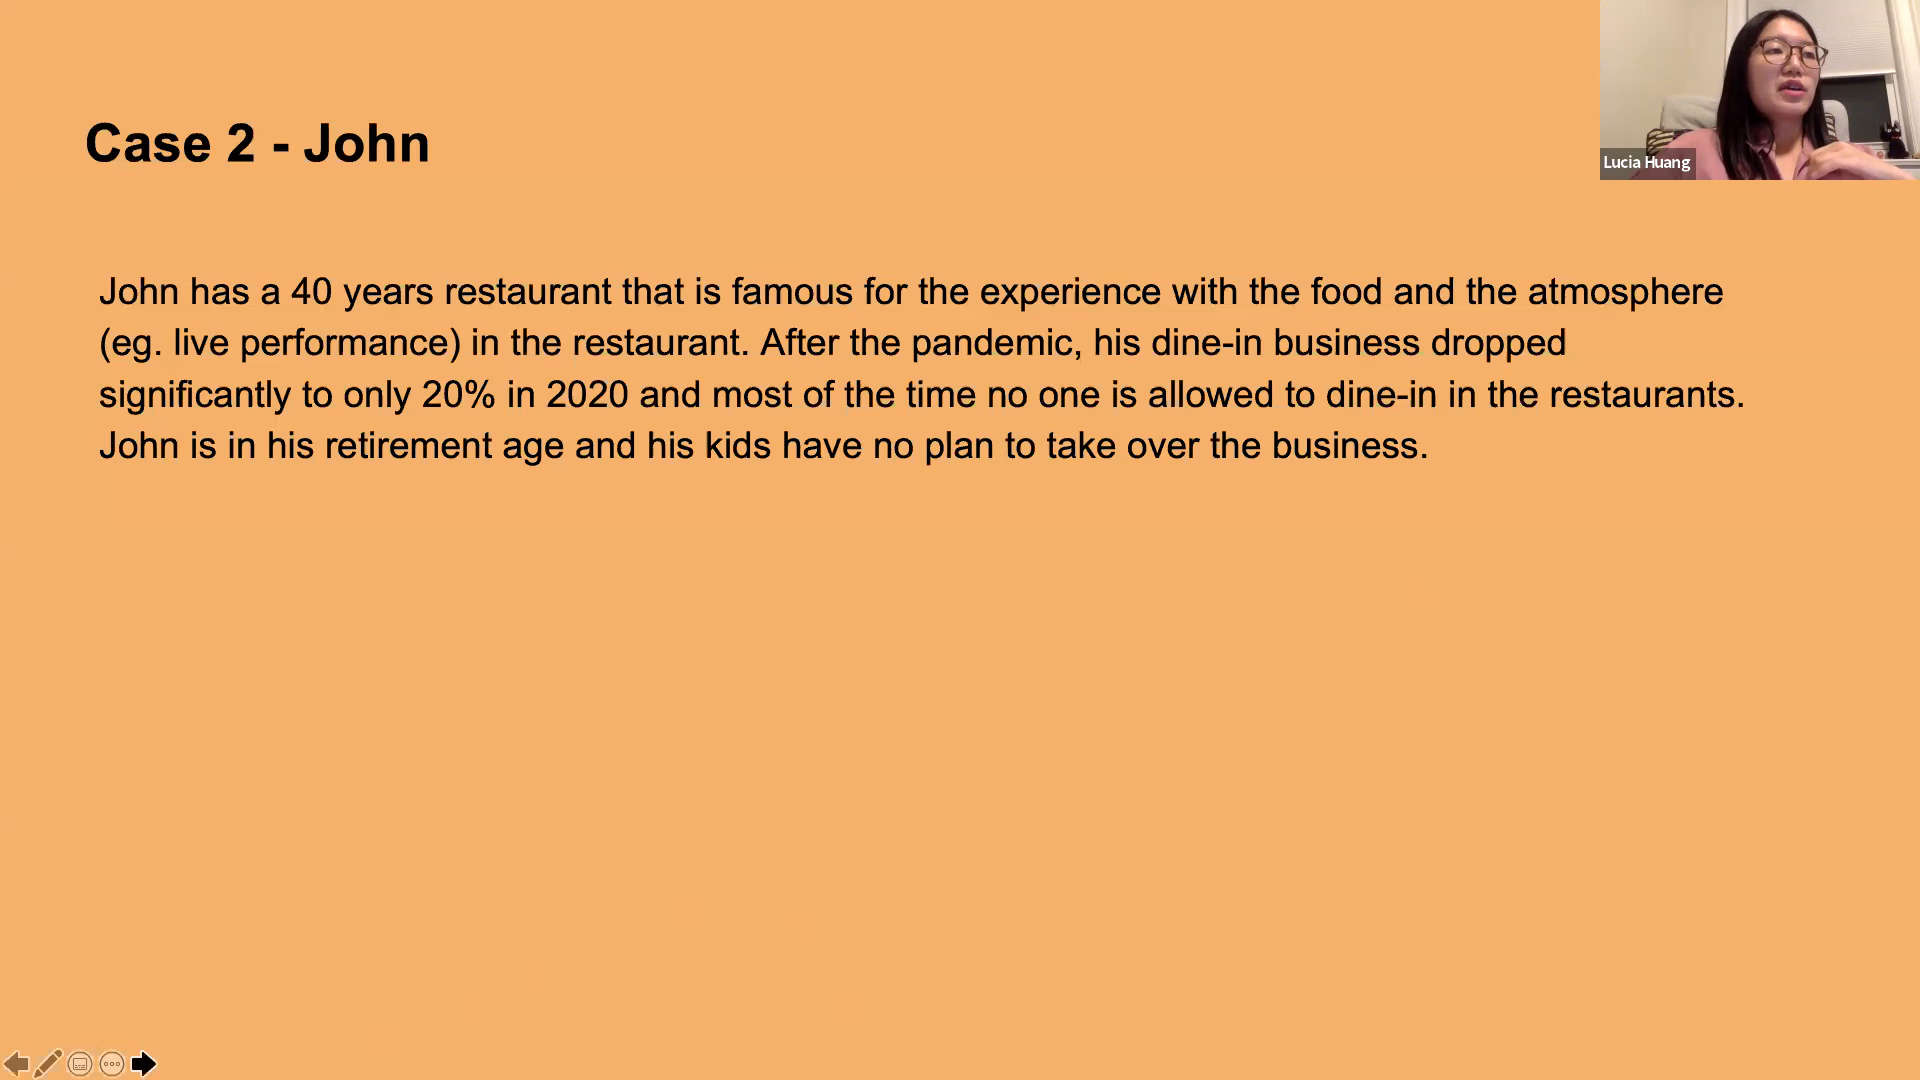 Case 2 - John
Lucia Huang
John has a 40 years restaurant that is famous for the experience with the food and the atmosphere
(eg. live performance) in the restaurant. After the pandemic, his dine-in business dropped
significantly to only 20% in 2020 and most of the time no one is allowed to dine-in in the restaurants.
John is in his retirement age and his kids have no plan to take over the business.